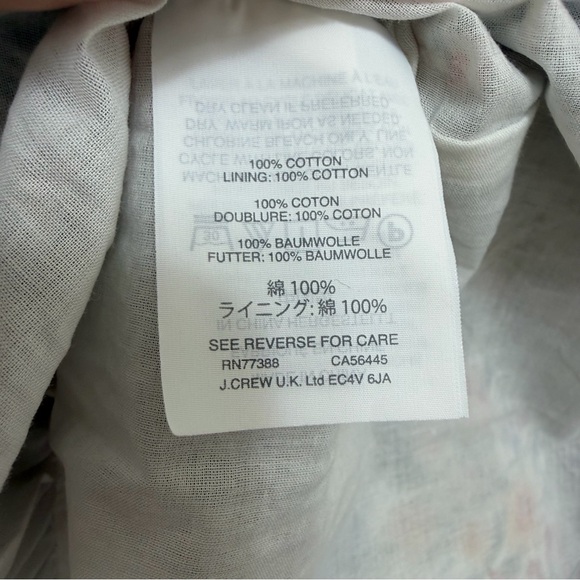 100% COTTON
LINING: 100% COTTON
100% COTON
DOUBLURE: 100% COTON
100% BAUMWOLLE
FUTTER: 100% BAUMWOLLE
綿 100%
ライニング: 綿 100%
SEE REVERSE FOR CARE
RN77388 CA56445
J.CREW U.K. Ltd EC4V 6JA